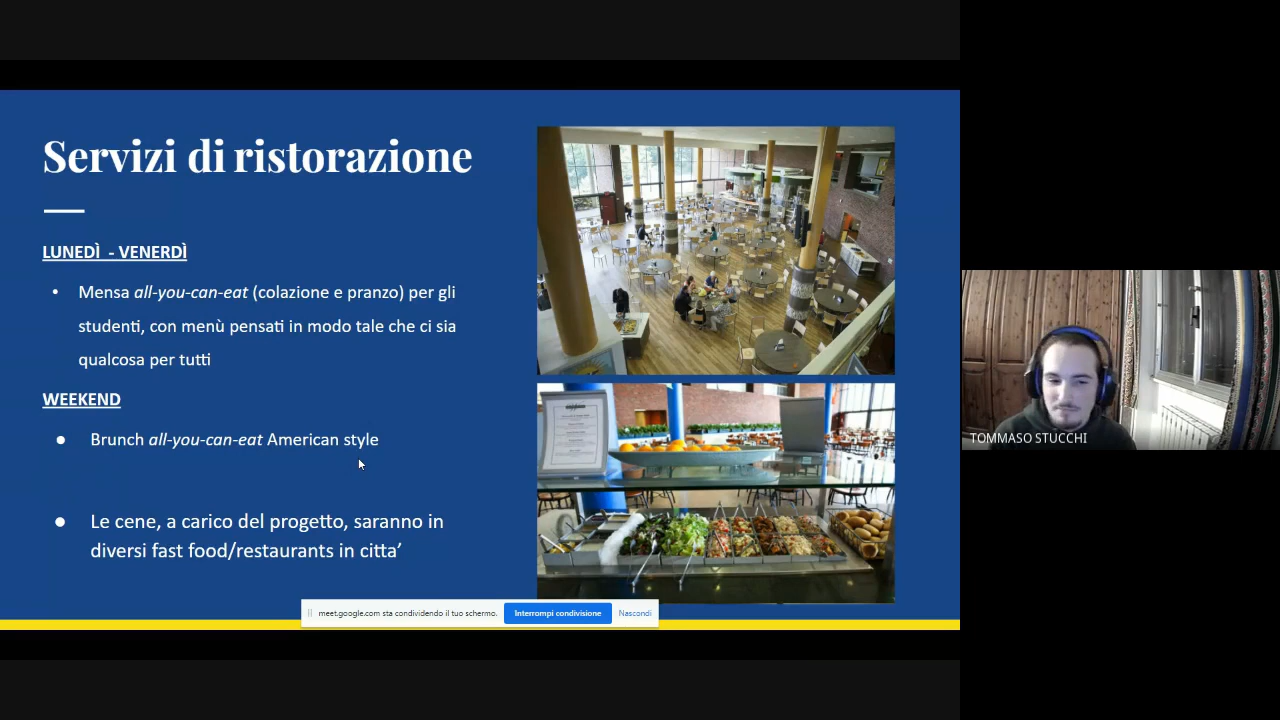 Servizi di ristorazione
LUNEDÌ - VENERDÌ
• Mensa all-you-can-eat (colazione e pranzo) per gli
studenti, con menù pensati in modo tale che ci sia
qualcosa per tutti
WEEKEND
● Brunch all-you-can-eat American style
● Le cene, a carico del progetto, saranno in
diversi fast food/restaurants in citta’
meet.google.com sta condividendo il tuo schermo. Interrompi condivisione Nascondi
TOMMASO STUCCHI